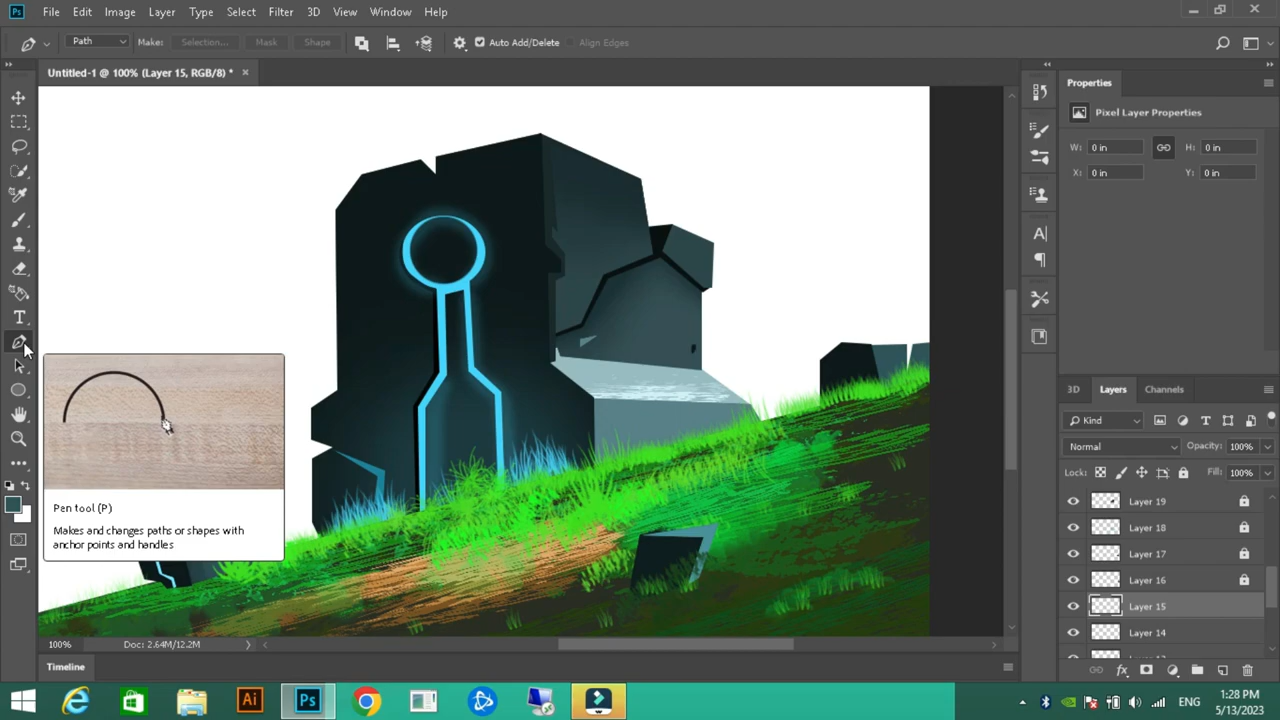 Ps File Edit Image Layer Type Select Filter 3D View Window Help
Path Make: Selection... Mask Shape Auto Add/Delete Align Edges
Untitled-1 @ 100% (Layer 15, RGB/8) * ×
Properties
Pixel Layer Properties
W: 0 in H: 0 in
X: 0 in Y: 0 in
Pen tool (P)
Makes and changes paths or shapes with
anchor points and handles
3D Layers Channels
Kind
Normal Opacity: 100%
Lock: Fill: 100%
Layer 19
Layer 18
Layer 17
Layer 16
Layer 15
Layer 14
100% Doc: 2.64M/12.2M
Timeline
Ai Ps ENG
1:28 PM
5/13/2023